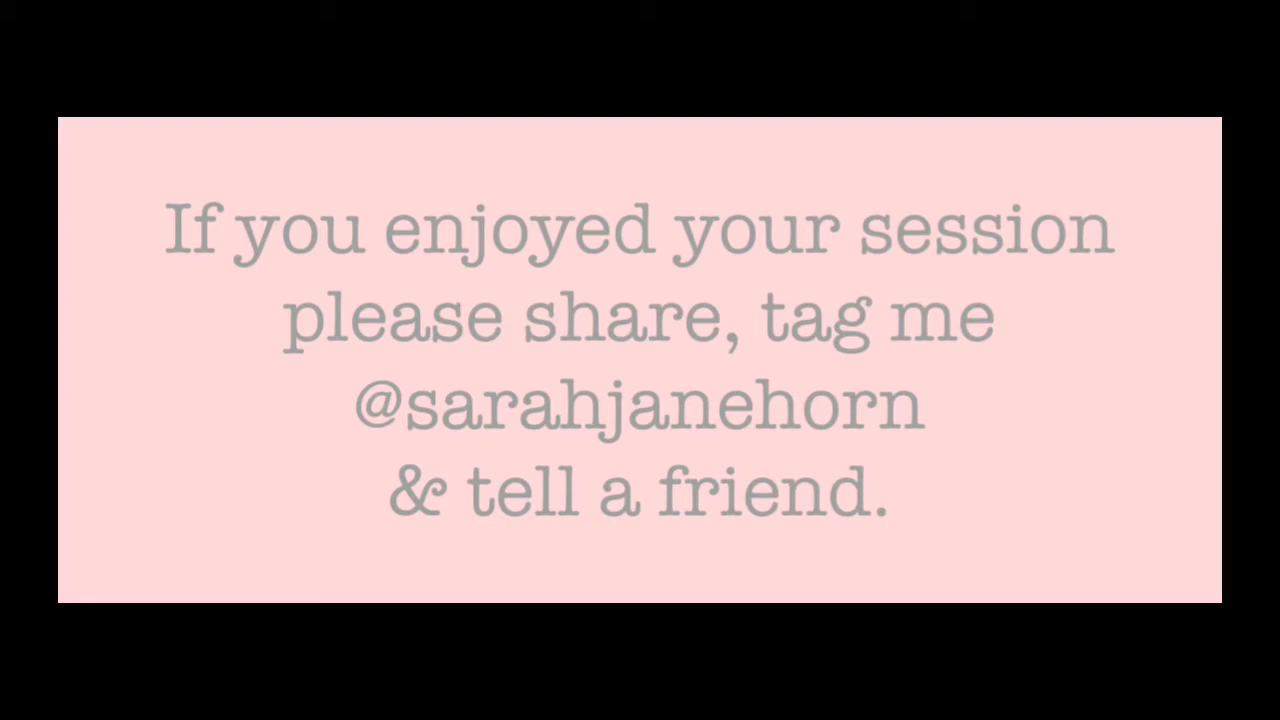 If you enjoyed your session
please share, tag me
@sarahjanehorn
& tell a friend.